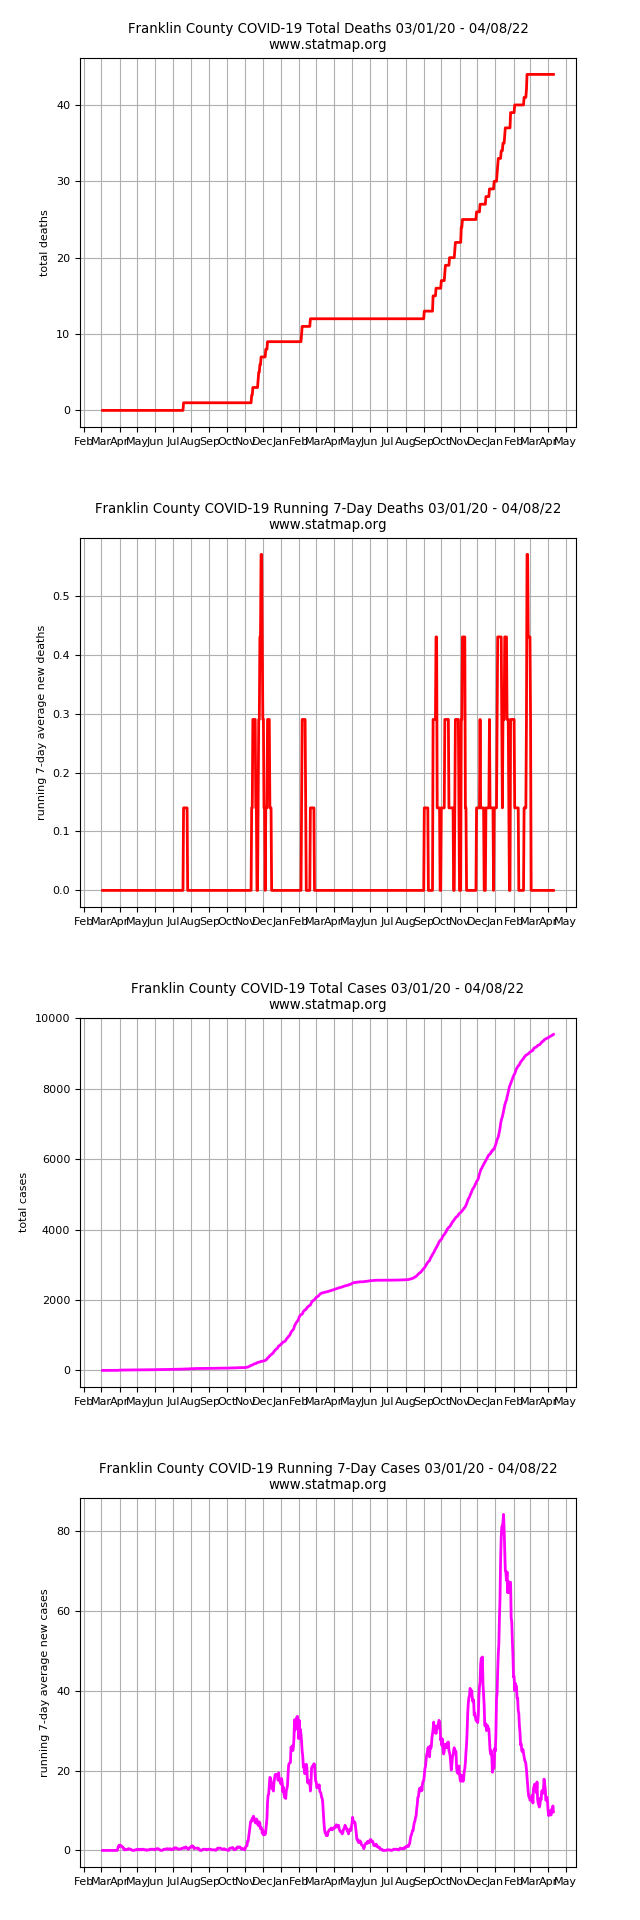 Franklin County COVID-19 Total Deaths 03/01/20 - 04/08/22
www.statmap.org
40
30
20
10
0
total deaths
Feb Mar Apr May Jun Jul Aug Sep Oct Nov Dec Jan Feb Mar Apr May Jun Jul Aug Sep Oct Nov Dec Jan Feb Mar Apr May
Franklin County COVID-19 Running 7-Day Deaths 03/01/20 - 04/08/22
www.statmap.org
0.5
0.4
0.3
0.2
0.1
0.0
running 7-day average new deaths
Feb Mar Apr May Jun Jul Aug Sep Oct Nov Dec Jan Feb Mar Apr May Jun Jul Aug Sep Oct Nov Dec Jan Feb Mar Apr May
Franklin County COVID-19 Total Cases 03/01/20 - 04/08/22
www.statmap.org
10000
8000
6000
4000
2000
0
total cases
Feb Mar Apr May Jun Jul Aug Sep Oct Nov Dec Jan Feb Mar Apr May Jun Jul Aug Sep Oct Nov Dec Jan Feb Mar Apr May
Franklin County COVID-19 Running 7-Day Cases 03/01/20 - 04/08/22
www.statmap.org
80
60
40
20
0
running 7-day average new cases
Feb Mar Apr May Jun Jul Aug Sep Oct Nov Dec Jan Feb Mar Apr May Jun Jul Aug Sep Oct Nov Dec Jan Feb Mar Apr May